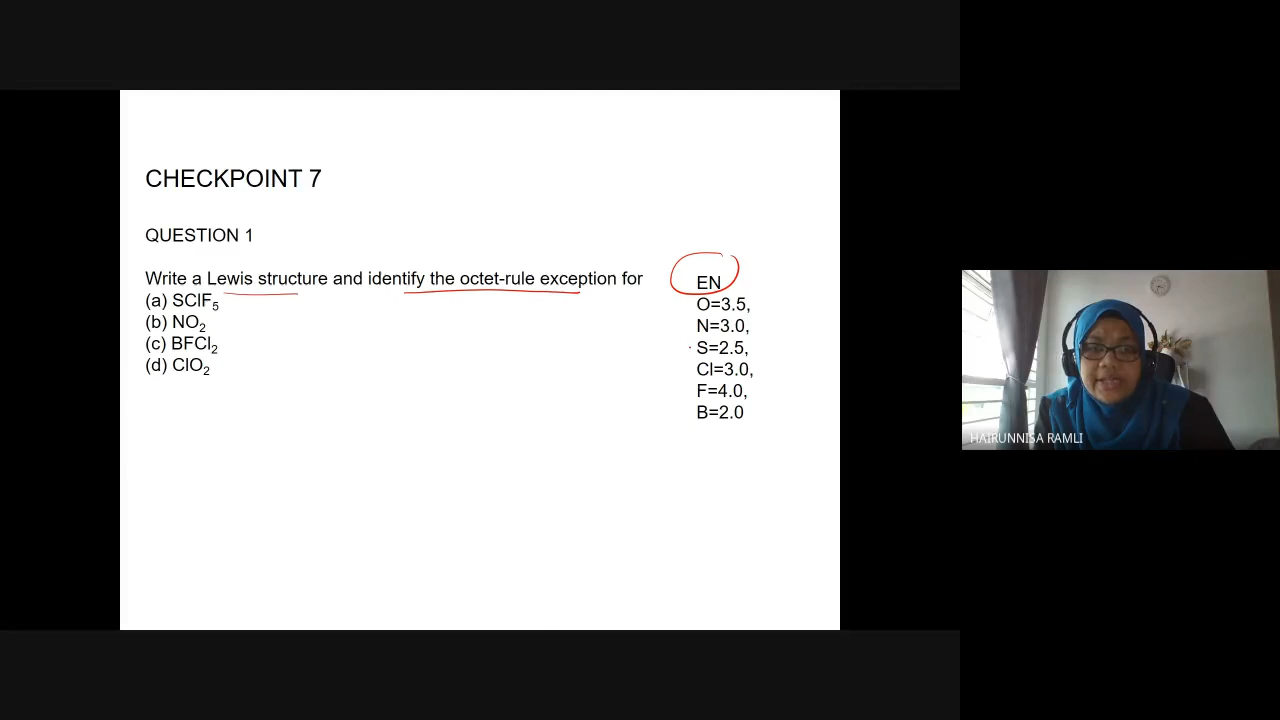 CHECKPOINT 7
QUESTION 1
Write a Lewis structure and identify the octet-rule exception for
(a) SClF₅
(b) NO₂
(c) BFCl₂
(d) ClO₂
EN
O=3.5,
N=3.0,
S=2.5,
Cl=3.0,
F=4.0,
B=2.0
HAIRUNNISA RAMLI